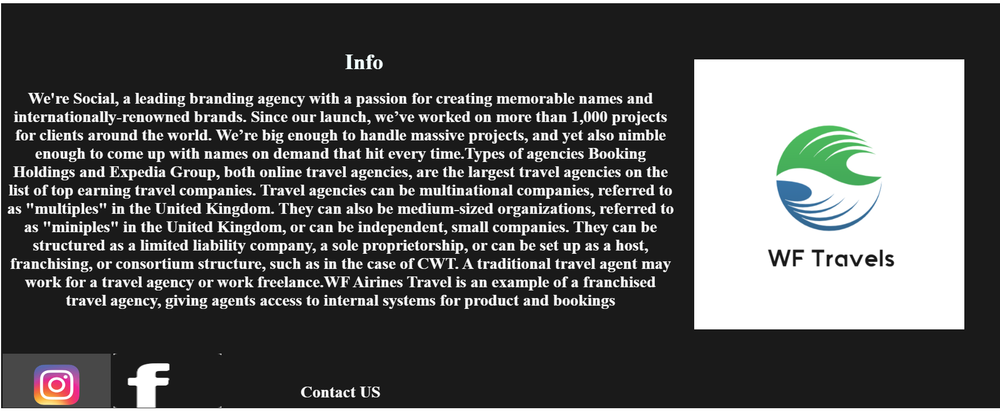 Info
We're Social, a leading branding agency with a passion for creating memorable names and
internationally-renowned brands. Since our launch, we’ve worked on more than 1,000 projects
for clients around the world. We’re big enough to handle massive projects, and yet also nimble
enough to come up with names on demand that hit every time.Types of agencies Booking
Holdings and Expedia Group, both online travel agencies, are the largest travel agencies on the
list of top earning travel companies. Travel agencies can be multinational companies, referred to
as "multiples" in the United Kingdom. They can also be medium-sized organizations, referred to
as "miniples" in the United Kingdom, or can be independent, small companies. They can be
structured as a limited liability company, a sole proprietorship, or can be set up as a host,
franchising, or consortium structure, such as in the case of CWT. A traditional travel agent may
work for a travel agency or work freelance.WF Airines Travel is an example of a franchised
travel agency, giving agents access to internal systems for product and bookings
WF Travels
f
Contact US